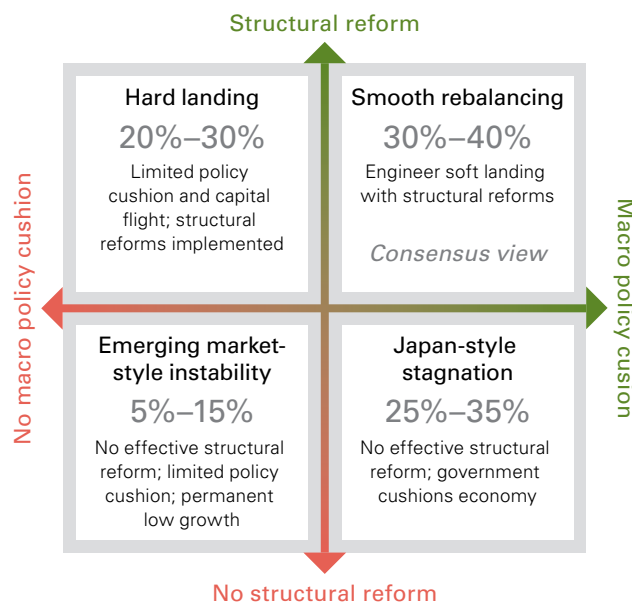 Structural reform
Hard landing
20%–30%
Limited policy
cushion and capital
flight; structural
reforms implemented
Smooth rebalancing
30%–40%
Engineer soft landing
with structural reforms
Consensus view
No macro policy cushion
Macro policy cusion
Emerging market-
style instability
5%–15%
No effective structural
reform; limited policy
cushion; permanent
low growth
Japan-style
stagnation
25%–35%
No effective structural
reform; government
cushions economy
No structural reform